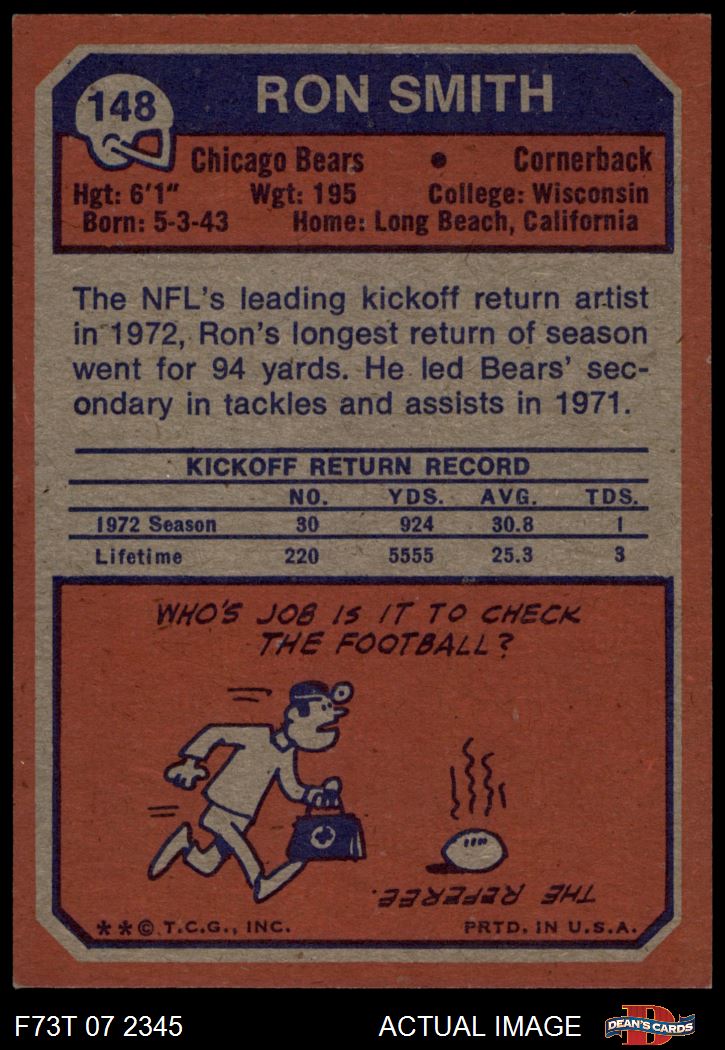 148
RON SMITH
Chicago Bears • Cornerback
Hgt: 6'1" Wgt: 195 College: Wisconsin
Born: 5-3-43 Home: Long Beach, California
The NFL's leading kickoff return artist
in 1972, Ron's longest return of season
went for 94 yards. He led Bears' sec-
ondary in tackles and assists in 1971.
KICKOFF RETURN RECORD
NO. YDS. AVG. TDS.
1972 Season 30 924 30.8 1
Lifetime 220 5555 25.3 3
WHO'S JOB IS IT TO CHECK
THE FOOTBALL?
THE REFEREE.
**© T.C.G., INC. PRTD. IN U.S.A.
F73T 07 2345 ACTUAL IMAGE D DEAN'S CARDS